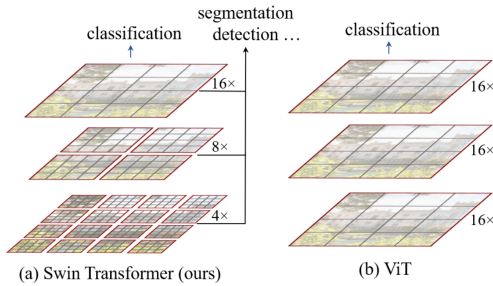 segmentation
classification
detection ...
classification
16×
16×
8×
16×
4×
16×
(a) Swin Transformer (ours)
(b) ViT